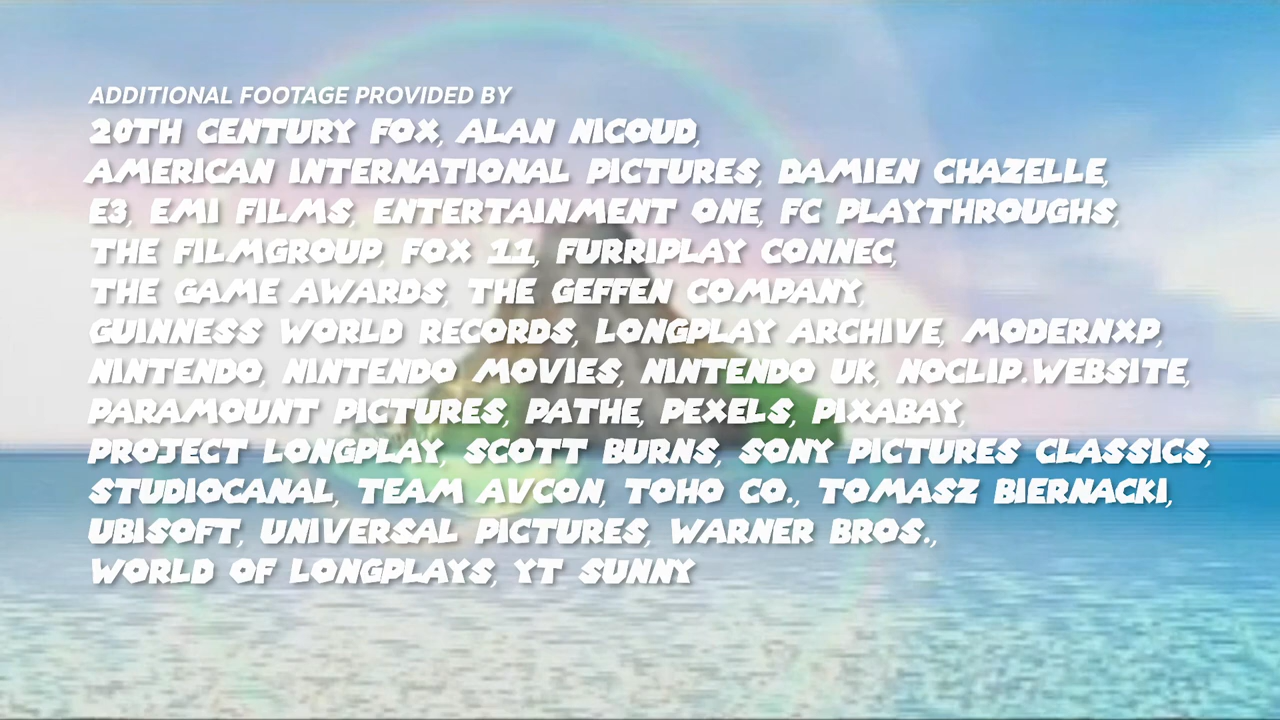 ADDITIONAL FOOTAGE PROVIDED BY
20TH CENTURY FOX, ALAN NICOUD,
AMERICAN INTERNATIONAL PICTURES, DAMIEN CHAZELLE,
E3, EMI FILMS, ENTERTAINMENT ONE, FC PLAYTHROUGHS,
THE FILMGROUP, FOX 11, FURRIPLAY CONNEC,
THE GAME AWARDS, THE GEFFEN COMPANY,
GUINNESS WORLD RECORDS, LONGPLAY ARCHIVE, MODERNXP,
NINTENDO, NINTENDO MOVIES, NINTENDO UK, NOCLIP.WEBSITE,
PARAMOUNT PICTURES, PATHE, PEXELS, PIXABAY,
PROJECT LONGPLAY, SCOTT BURNS, SONY PICTURES CLASSICS,
STUDIOCANAL, TEAM AVCON, TOHO CO., TOMASZ BIERNACKI,
UBISOFT, UNIVERSAL PICTURES, WARNER BROS.,
WORLD OF LONGPLAYS, YT SUNNY